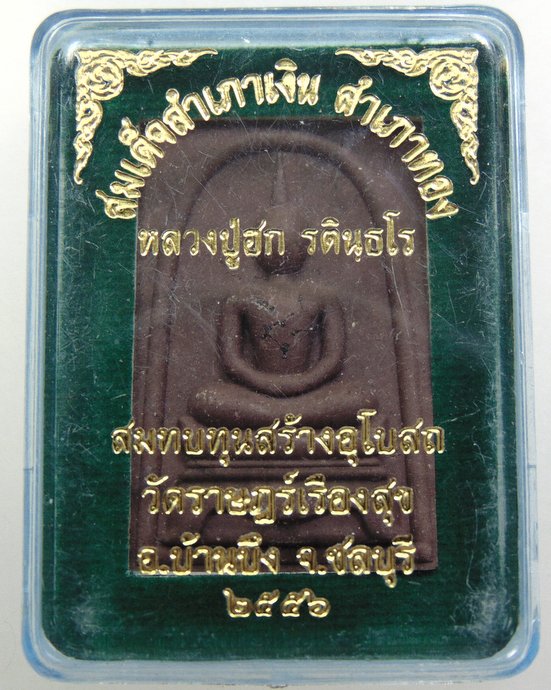 สมเด็จสำเภาเงิน สำเภาทอง
หลวงปู่ฮก รตินฺธโร
สมทบทุนสร้างอุโบสถ
วัดราษฎร์เรืองสุข
อ.บ้านบึง จ.ชลบุรี
๒๕๕๖